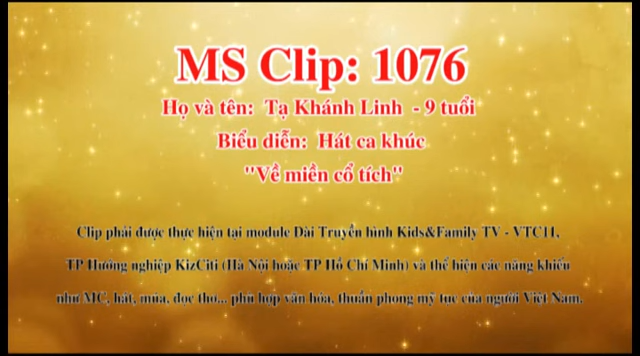 MS Clip: 1076
Họ và tên: Tạ Khánh Linh - 9 tuổi
Biểu diễn: Hát ca khúc
"Về miền cổ tích"
Clip phải được thực hiện tại module Đài Truyền hình Kids&Family TV - VTC11,
TP Hướng nghiệp KizCiti (Hà Nội hoặc TP Hồ Chí Minh) và thể hiện các năng khiếu
như MC, hát, múa, đọc thơ... phù hợp văn hóa, thuần phong mỹ tục của người Việt Nam.